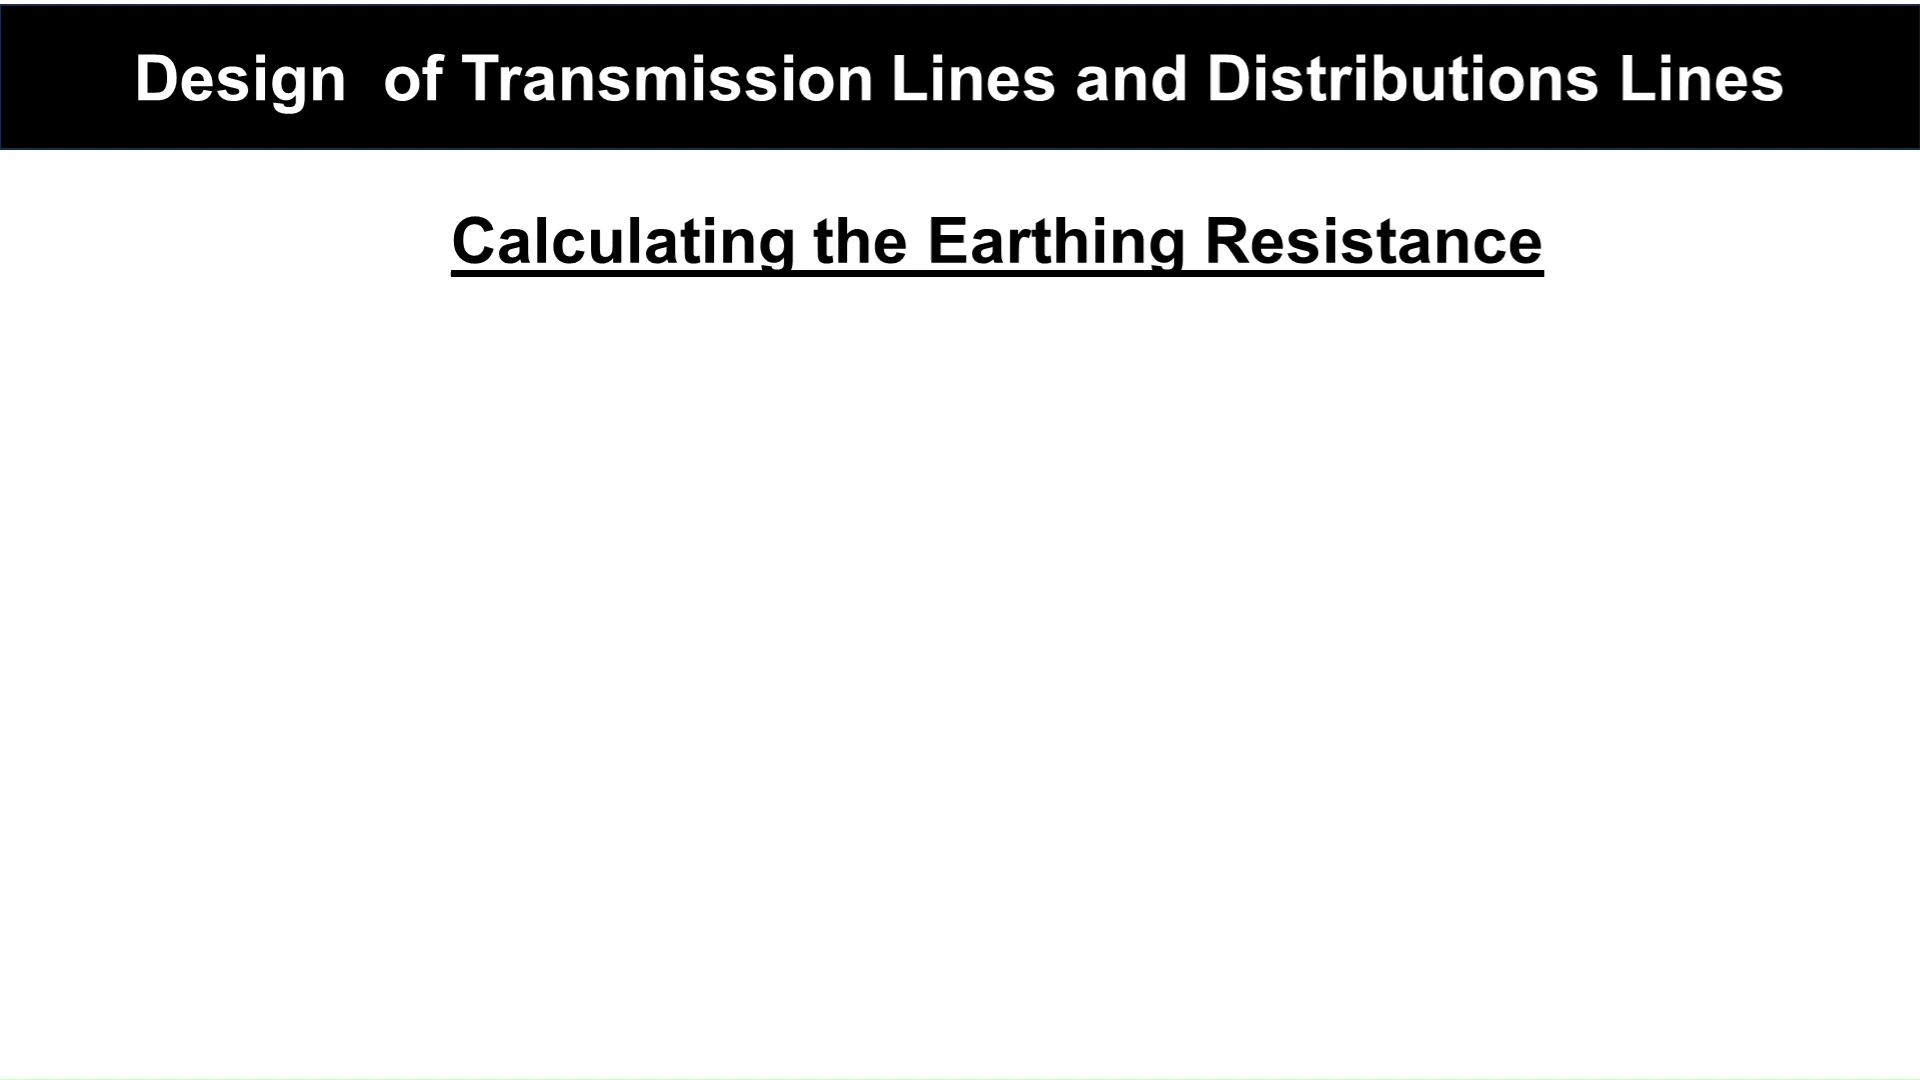 Design  of Transmission Lines and Distributions Lines
Calculating the Earthing Resistance